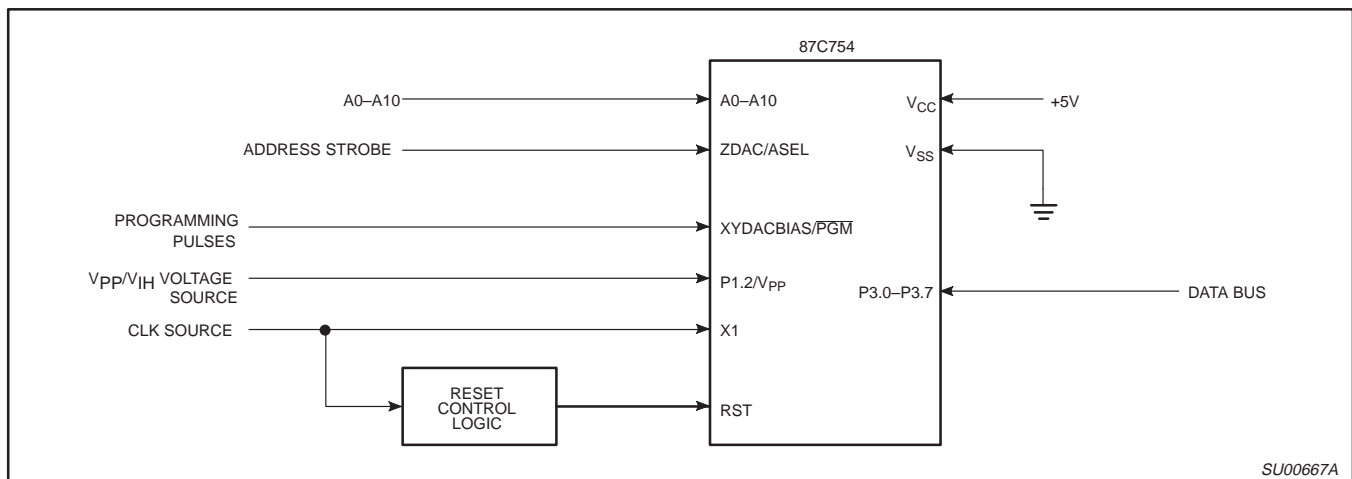 87C754
A0–A10
A0–A10
VCC
+5V
ADDRESS STROBE
ZDAC/ASEL
VSS
PROGRAMMING
PULSES
XYDACBIAS/PGM
VPP/VIH VOLTAGE
SOURCE
P1.2/VPP
P3.0–P3.7
DATA BUS
CLK SOURCE
X1
RESET
CONTROL
LOGIC
RST
SU00667A